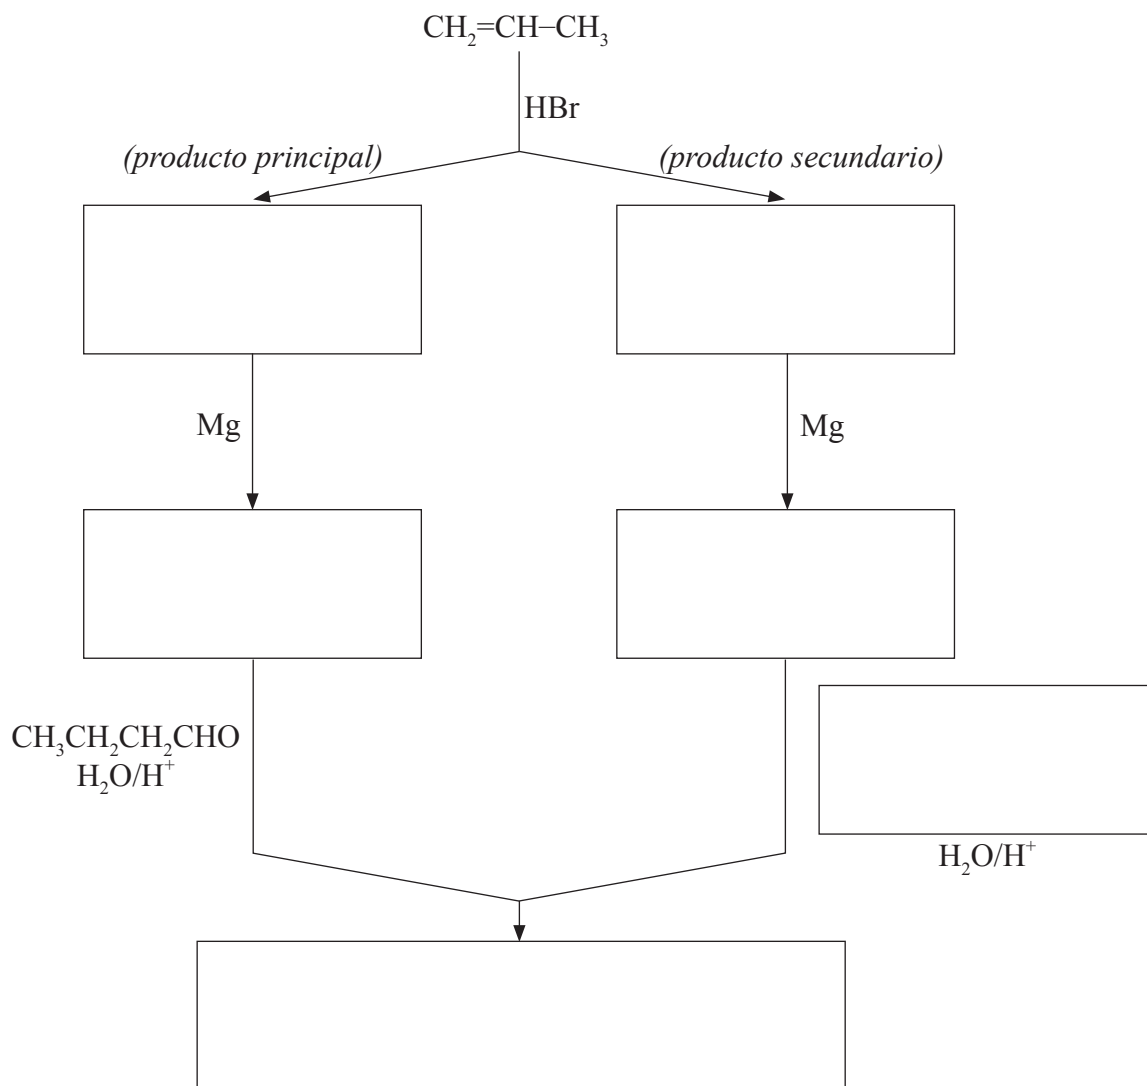 CH₂=CH–CH₃
HBr
(producto principal)
(producto secundario)
Mg
Mg
CH₃CH₂CH₂CHO
H₂O/H⁺
H₂O/H⁺